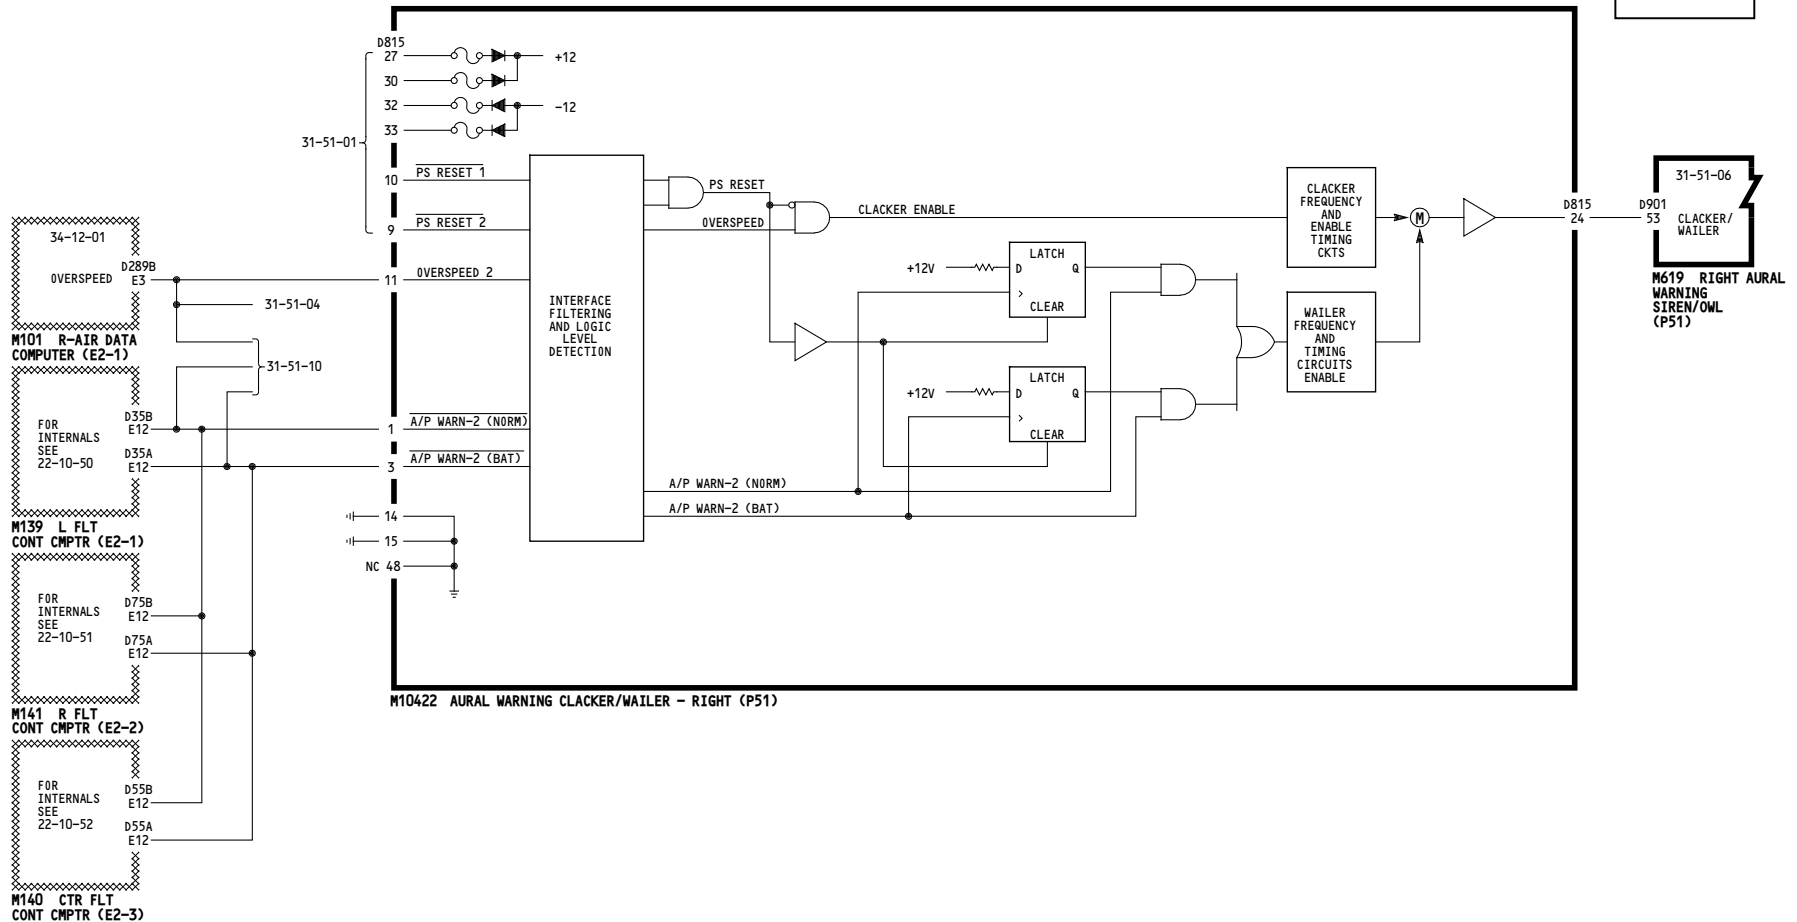 D815
27
30
32
33
+12
-12
31-51-01
10
PS RESET 1
9
PS RESET 2
11
OVERSPEED 2
1
A/P WARN-2 (NORM)
3
A/P WARN-2 (BAT)
14
15
NC 48
34-12-01
OVERSPEED
D289B
E3
31-51-04
31-51-10
M101 R-AIR DATA
COMPUTER (E2-1)
FOR
INTERNALS
SEE
22-10-50
D35B
E12
D35A
E12
M139 L FLT
CONT CMPTR (E2-1)
FOR
INTERNALS
SEE
22-10-51
D75B
E12
D75A
E12
M141 R FLT
CONT CMPTR (E2-2)
FOR
INTERNALS
SEE
22-10-52
D55B
E12
D55A
E12
M140 CTR FLT
CONT CMPTR (E2-3)
INTERFACE
FILTERING
AND LOGIC
LEVEL
DETECTION
PS RESET
OVERSPEED
CLACKER ENABLE
+12V
LATCH
D
Q
>
CLEAR
+12V
LATCH
D
Q
>
CLEAR
A/P WARN-2 (NORM)
A/P WARN-2 (BAT)
CLACKER
FREQUENCY
AND
ENABLE
TIMING
CKTS
WAILER
FREQUENCY
AND
TIMING
CIRCUITS
ENABLE
M
D815
24
D901
53
31-51-06
CLACKER/
WAILER
M619 RIGHT AURAL
WARNING
SIREN/OWL
(P51)
M10422 AURAL WARNING CLACKER/WAILER - RIGHT (P51)